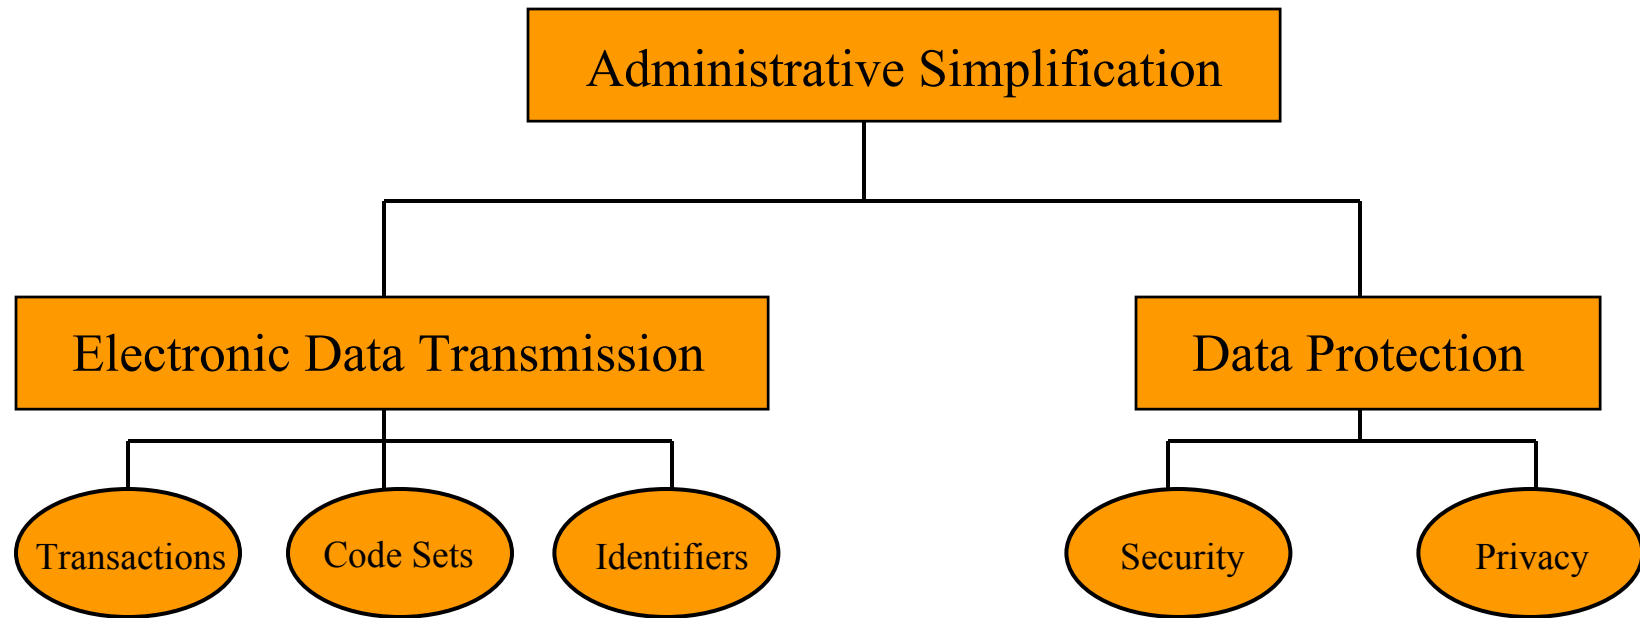 Administrative Simplification
Electronic Data Transmission
Data Protection
Transactions
Code Sets
Identifiers
Security
Privacy